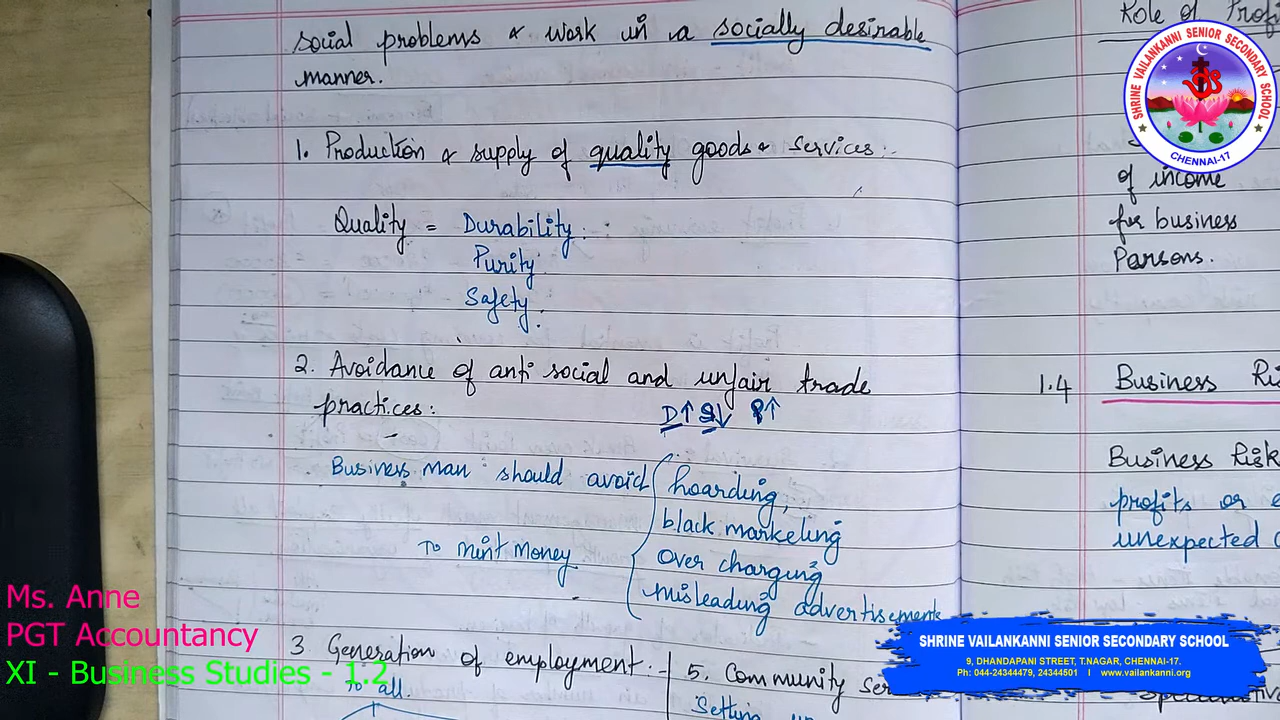 social problems & work in a socially desirable
manner.
1. Production & supply of quality goods & services:-
Quality = Durability.
Purity.
Safety.
2. Avoidance of anti social and unfair trade
practices:
D↑ S↓ P↑
Business man should avoid
hoarding,
black marketing
To mint money
over charging
misleading advertisements
3 Generation of employment:-
to all.
5. Community
Setting
Role of
of income
for business
Persons.
1.4 Business
Business Risk
profits or
unexpected
SHRINE VAILANKANNI SENIOR SECONDARY SCHOOL
CHENNAI-17
Ms. Anne
PGT Accountancy
XI - Business Studies - 1.2
SHRINE VAILANKANNI SENIOR SECONDARY SCHOOL
9, DHANDAPANI STREET, T.NAGAR, CHENNAI-17.
Ph: 044-24344479, 24344501 I www.vailankanni.org